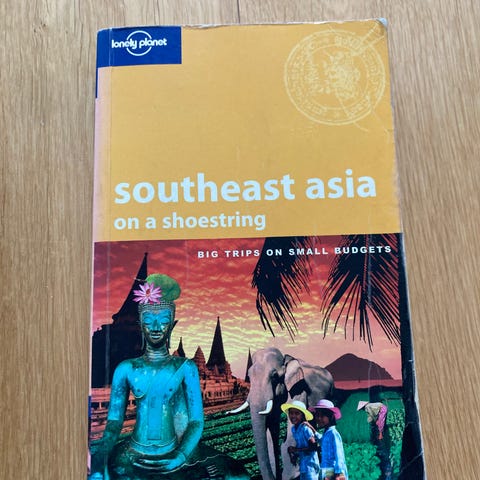 lonely planet
southeast asia
on a shoestring
BIG TRIPS ON SMALL BUDGETS